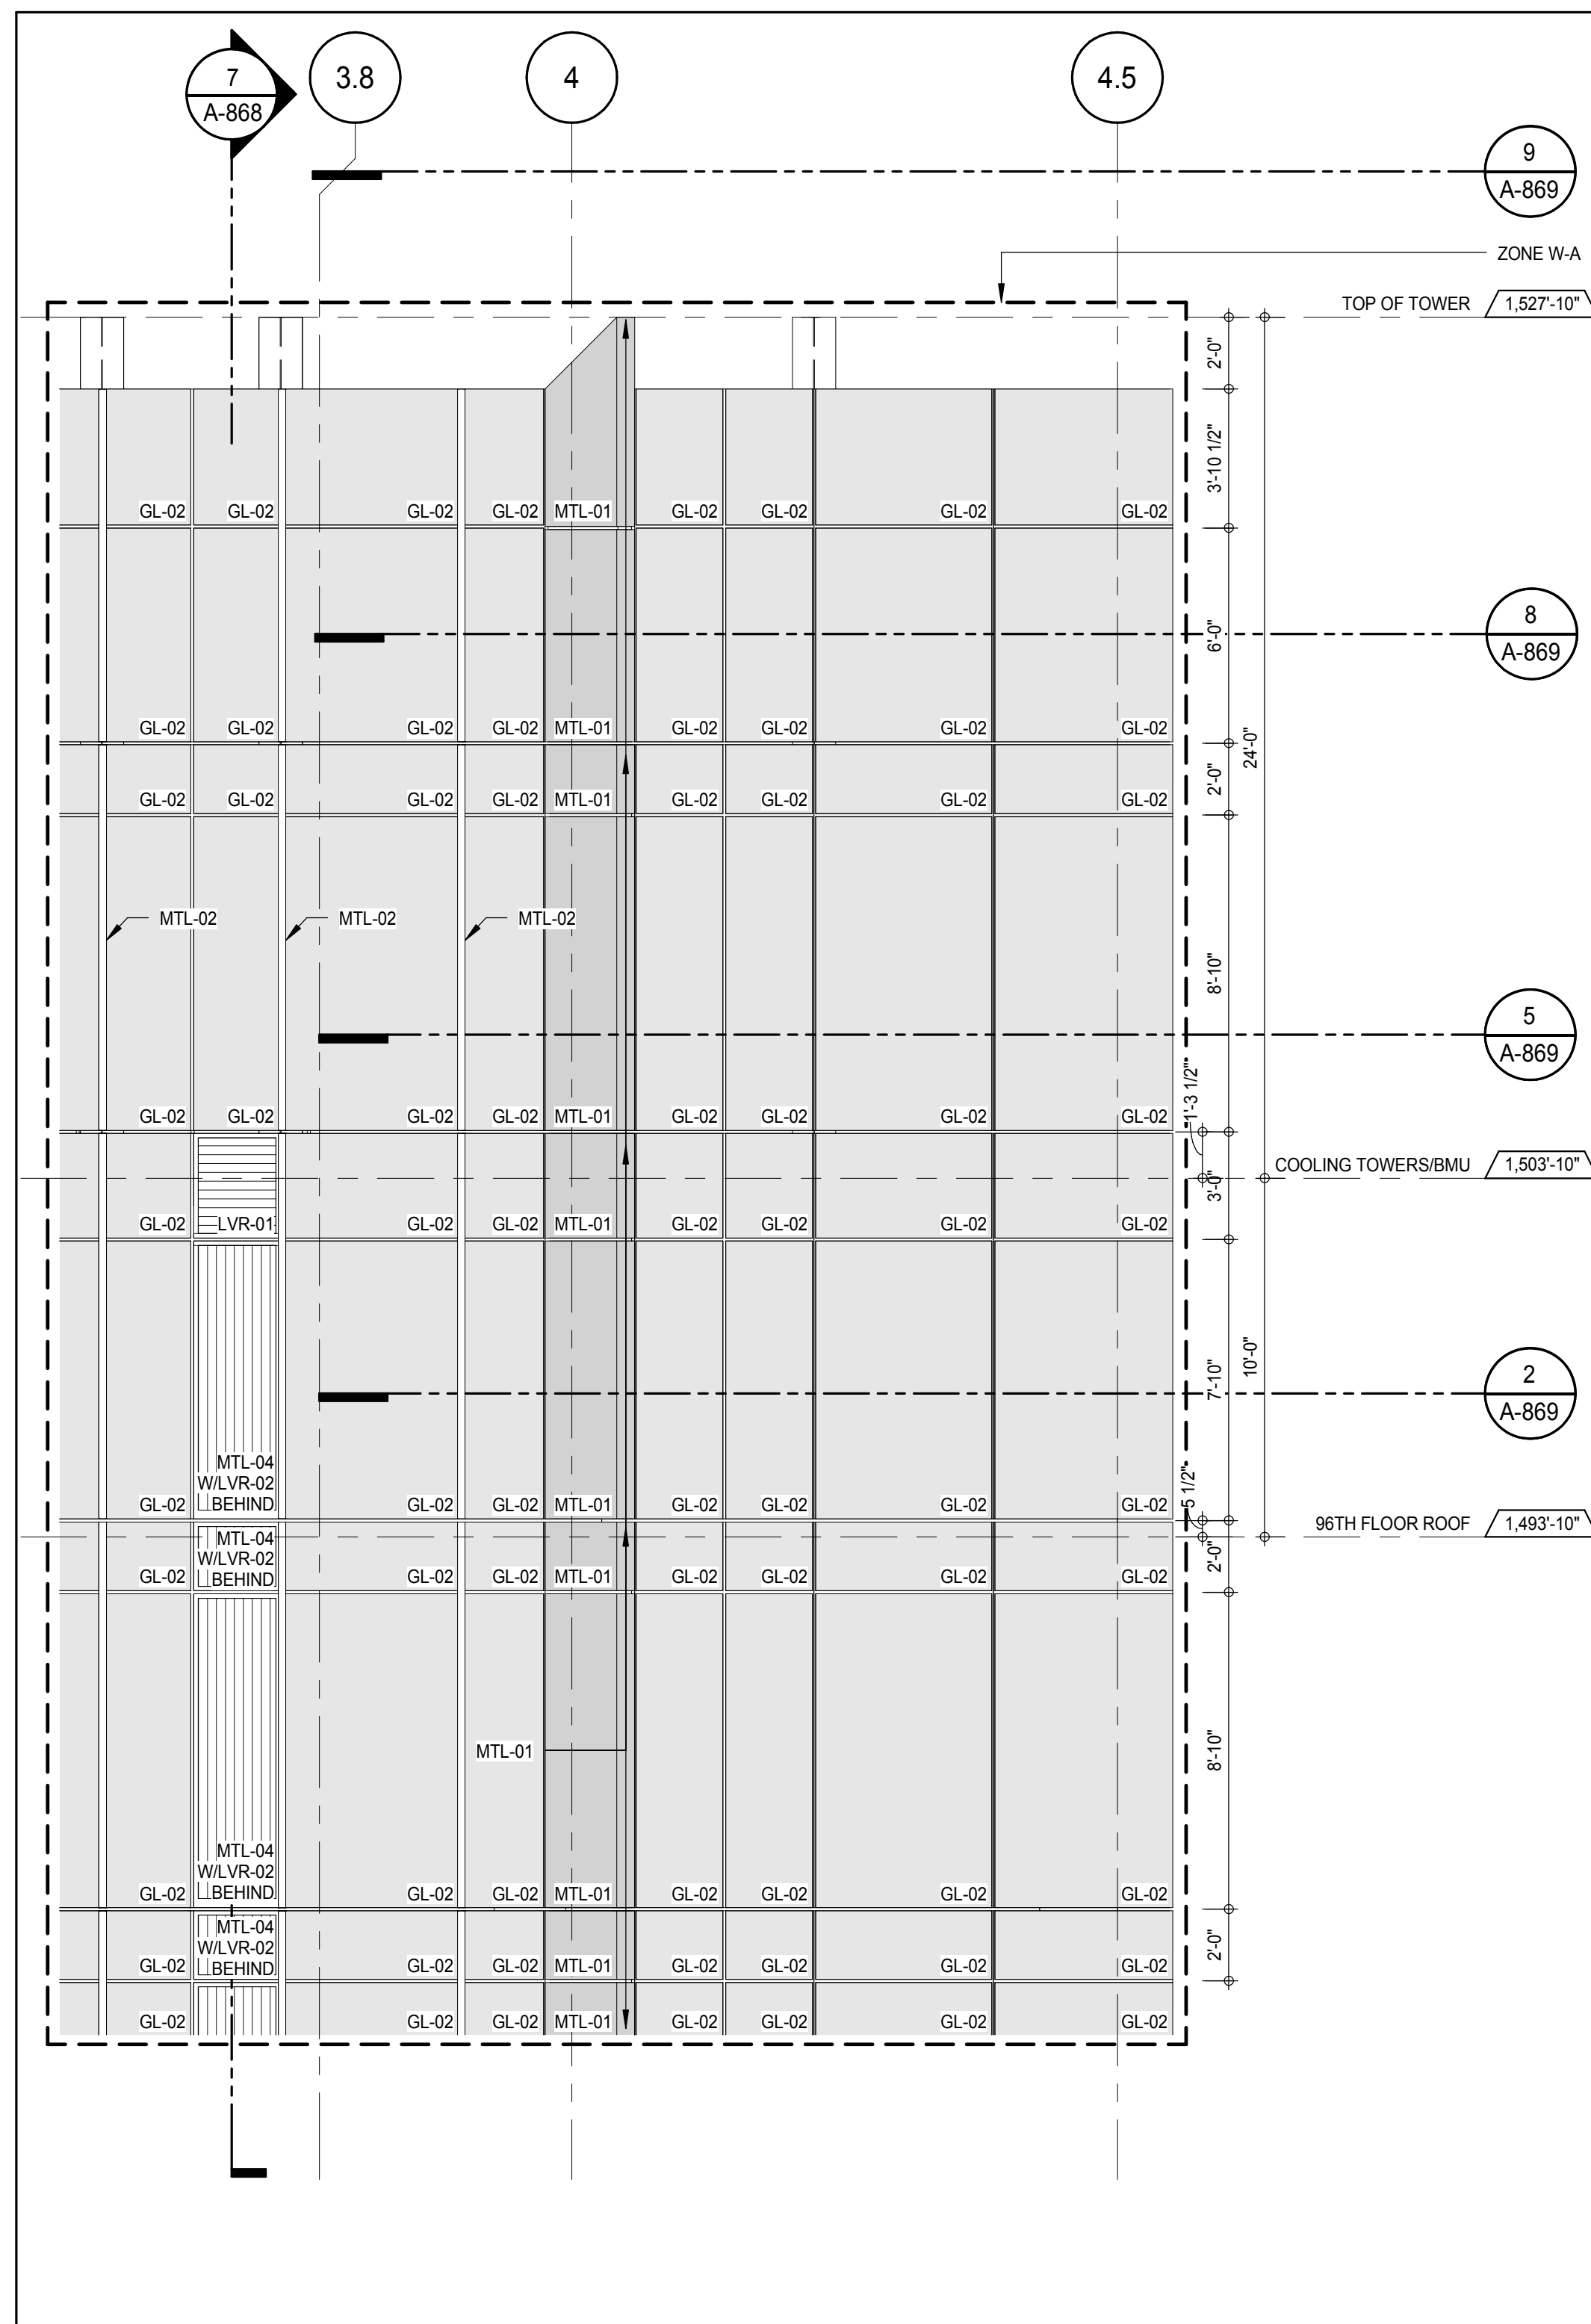 7
A-868
3.8
4
4.5
9
A-869
ZONE W-A
TOP OF TOWER 1,527'-10"
2'-0"
3'-10 1/2"
GL-02 GL-02 GL-02 GL-02 MTL-01 GL-02 GL-02 GL-02 GL-02
6'-0"
8
A-869
GL-02 GL-02 GL-02 GL-02 MTL-01 GL-02 GL-02 GL-02 GL-02
24'-0"
2'-0"
GL-02 GL-02 GL-02 GL-02 MTL-01 GL-02 GL-02 GL-02 GL-02
MTL-02 MTL-02 MTL-02
8'-10"
5
A-869
1'-3 1/2"
GL-02 GL-02 GL-02 GL-02 MTL-01 GL-02 GL-02 GL-02 GL-02
COOLING TOWERS/BMU 1,503'-10"
3'-0"
GL-02 LVR-01 GL-02 GL-02 MTL-01 GL-02 GL-02 GL-02 GL-02
10'-0"
7'-10"
2
A-869
MTL-04
W/LVR-02
BEHIND
GL-02 GL-02 GL-02 MTL-01 GL-02 GL-02 GL-02 GL-02
5 1/2"
96TH FLOOR ROOF 1,493'-10"
MTL-04
W/LVR-02
BEHIND
2'-0"
GL-02 GL-02 GL-02 MTL-01 GL-02 GL-02 GL-02 GL-02
MTL-01
8'-10"
MTL-04
W/LVR-02
BEHIND
GL-02 GL-02 GL-02 MTL-01 GL-02 GL-02 GL-02 GL-02
MTL-04
W/LVR-02
BEHIND
2'-0"
GL-02 GL-02 GL-02 MTL-01 GL-02 GL-02 GL-02 GL-02
GL-02 GL-02 GL-02 MTL-01 GL-02 GL-02 GL-02 GL-02